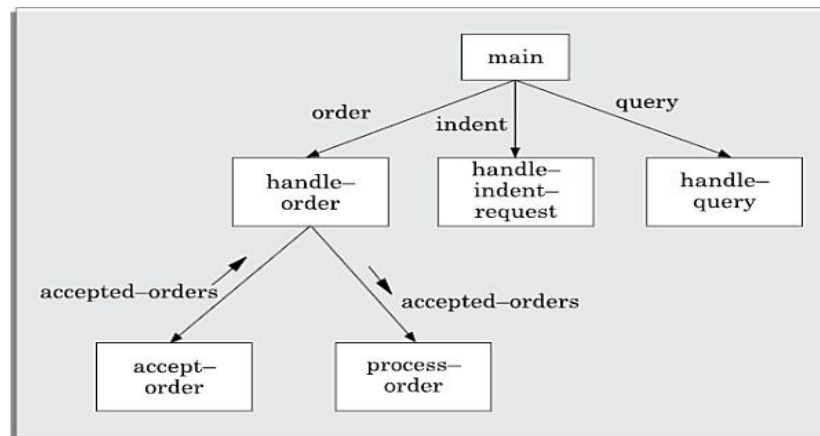 main
order
indent
query
handle–
order
handle–
indent–
request
handle–
query
accepted–orders
accepted–orders
accept–
order
process–
order